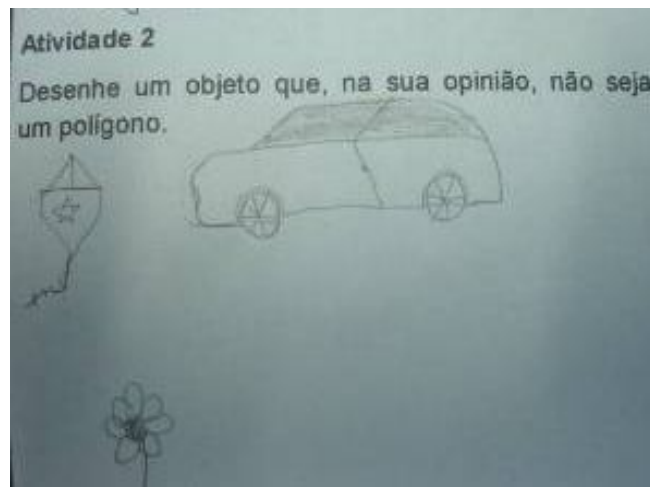 Atividade 2
Desenhe um objeto que, na sua opinião, não seja
um polígono.